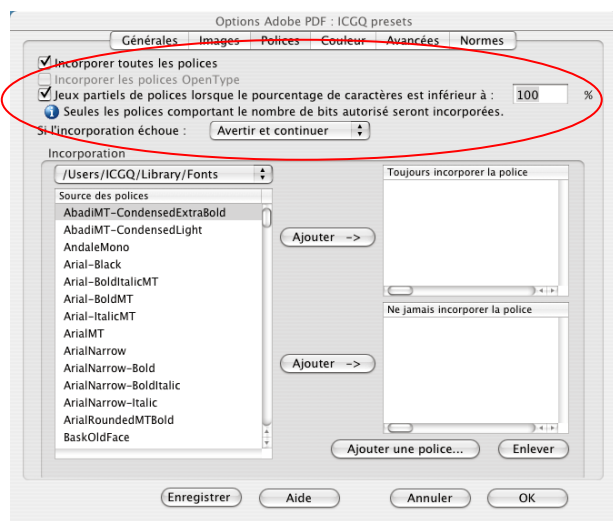 Options Adobe PDF : ICGQ presets
Générales Images Polices Couleur Avancées Normes
Incorporer toutes les polices
Incorporer les polices OpenType
Jeux partiels de polices lorsque le pourcentage de caractères est inférieur à : 100 %
Seules les polices comportant le nombre de bits autorisé seront incorporées.
Si l'incorporation échoue : Avertir et continuer
Incorporation
/Users/ICGQ/Library/Fonts
Source des polices
AbadiMT-CondensedExtraBold
AbadiMT-CondensedLight
AndaleMono
Arial-Black
Arial-BoldItalicMT
Arial-BoldMT
Arial-ItalicMT
ArialMT
ArialNarrow
ArialNarrow-Bold
ArialNarrow-BoldItalic
ArialNarrow-Italic
ArialRoundedMTBold
BaskOldFace
Ajouter ->
Toujours incorporer la police
Ajouter ->
Ne jamais incorporer la police
Ajouter une police... Enlever
Enregistrer Aide Annuler OK